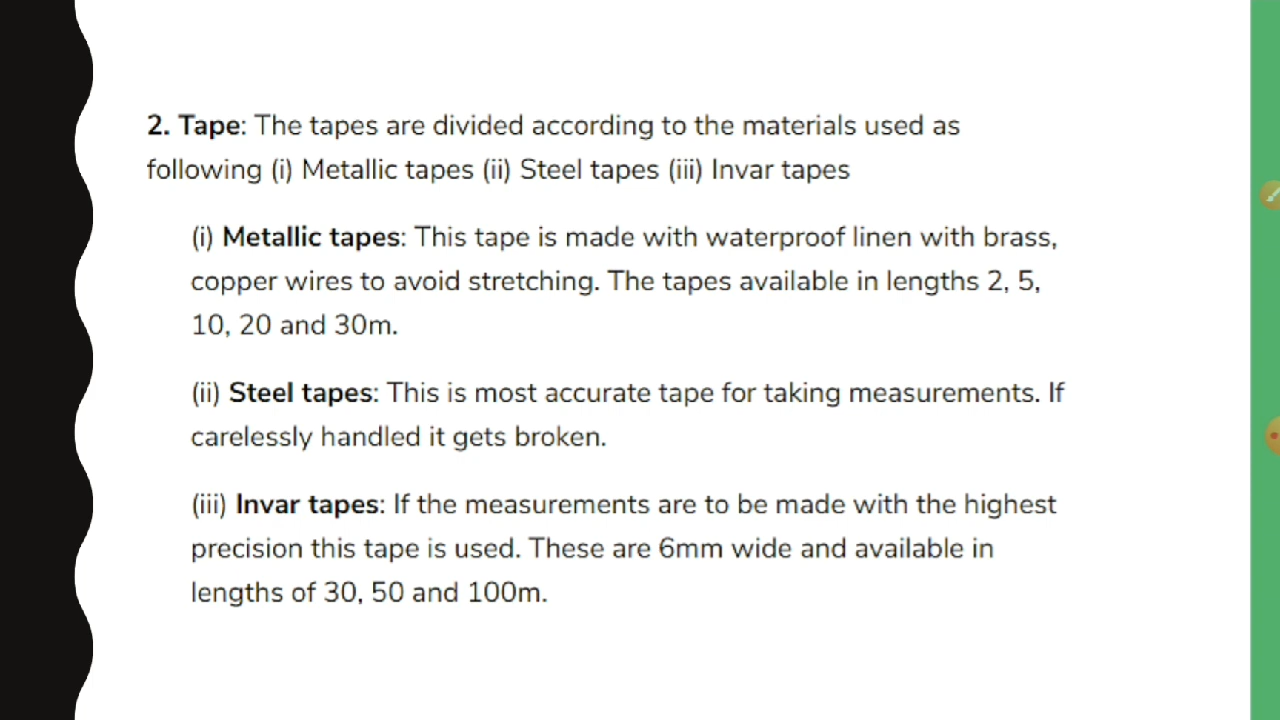 2. Tape: The tapes are divided according to the materials used as
following (i) Metallic tapes (ii) Steel tapes (iii) Invar tapes
(i) Metallic tapes: This tape is made with waterproof linen with brass,
copper wires to avoid stretching. The tapes available in lengths 2, 5,
10, 20 and 30m.
(ii) Steel tapes: This is most accurate tape for taking measurements. If
carelessly handled it gets broken.
(iii) Invar tapes: If the measurements are to be made with the highest
precision this tape is used. These are 6mm wide and available in
lengths of 30, 50 and 100m.